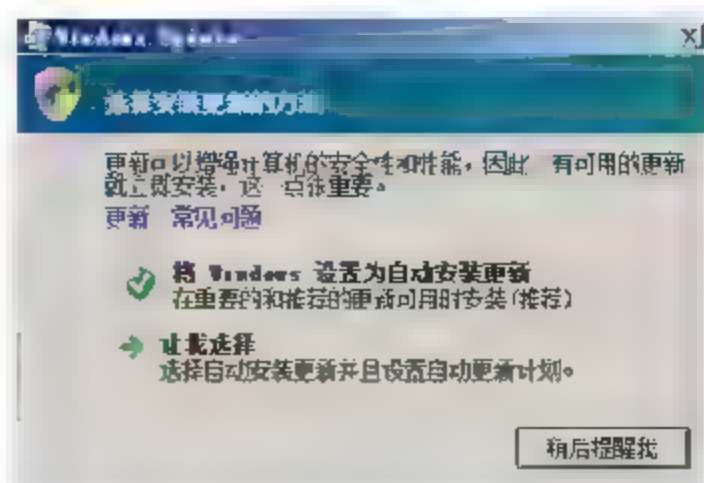 Windows Update
选择安装更新的方法
更新可以增强计算机的安全性和性能，因此 有可用的更新
就立即安装，这 点很重要。
更新 常见问题
将 Windows 设置为自动安装更新
在重要的和推荐的更新可用时安装(推荐)
让我选择
选择自动安装更新并且设置自动更新计划。
稍后提醒我